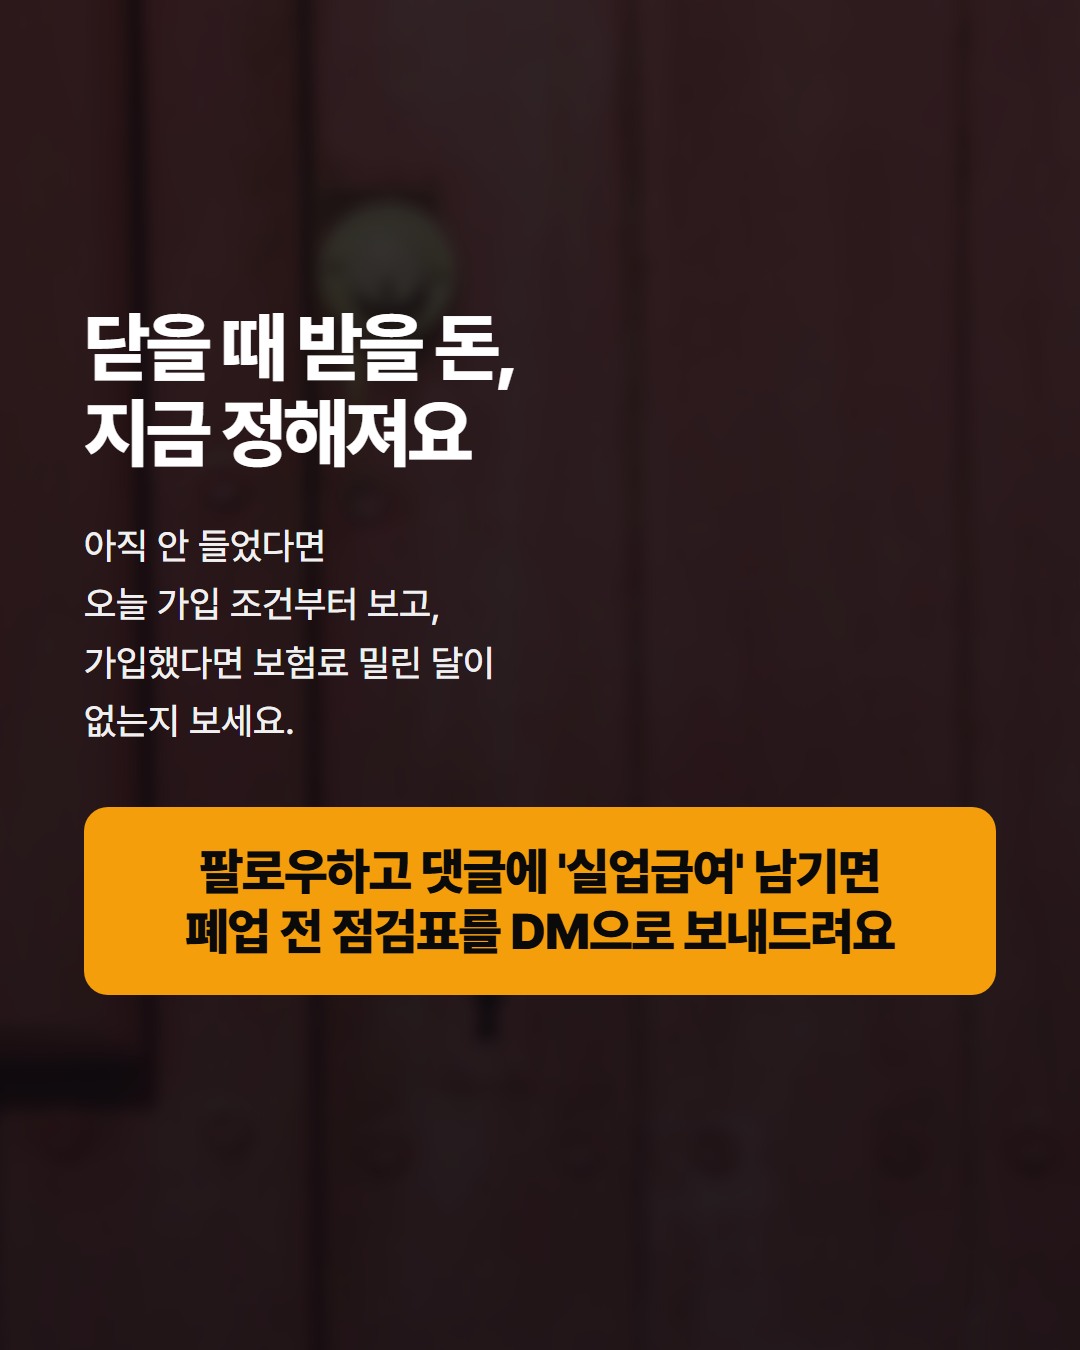 닫을 때 받을 돈,
지금 정해져요
아직 안 들었다면
오늘 가입 조건부터 보고,
가입했다면 보험료 밀린 달이
없는지 보세요.
팔로우하고 댓글에 '실업급여' 남기면
폐업 전 점검표를 DM으로 보내드려요